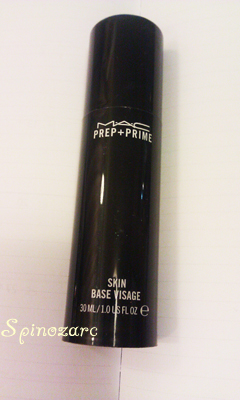 MAC
PREP+PRIME
SKIN
BASE VISAGE
30 ML/1.0 US FL OZ ℮
Spinozarc